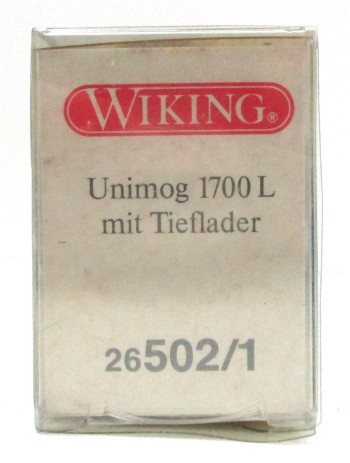 WIKING®
Unimog 1700 L
mit Tieflader
26502/1